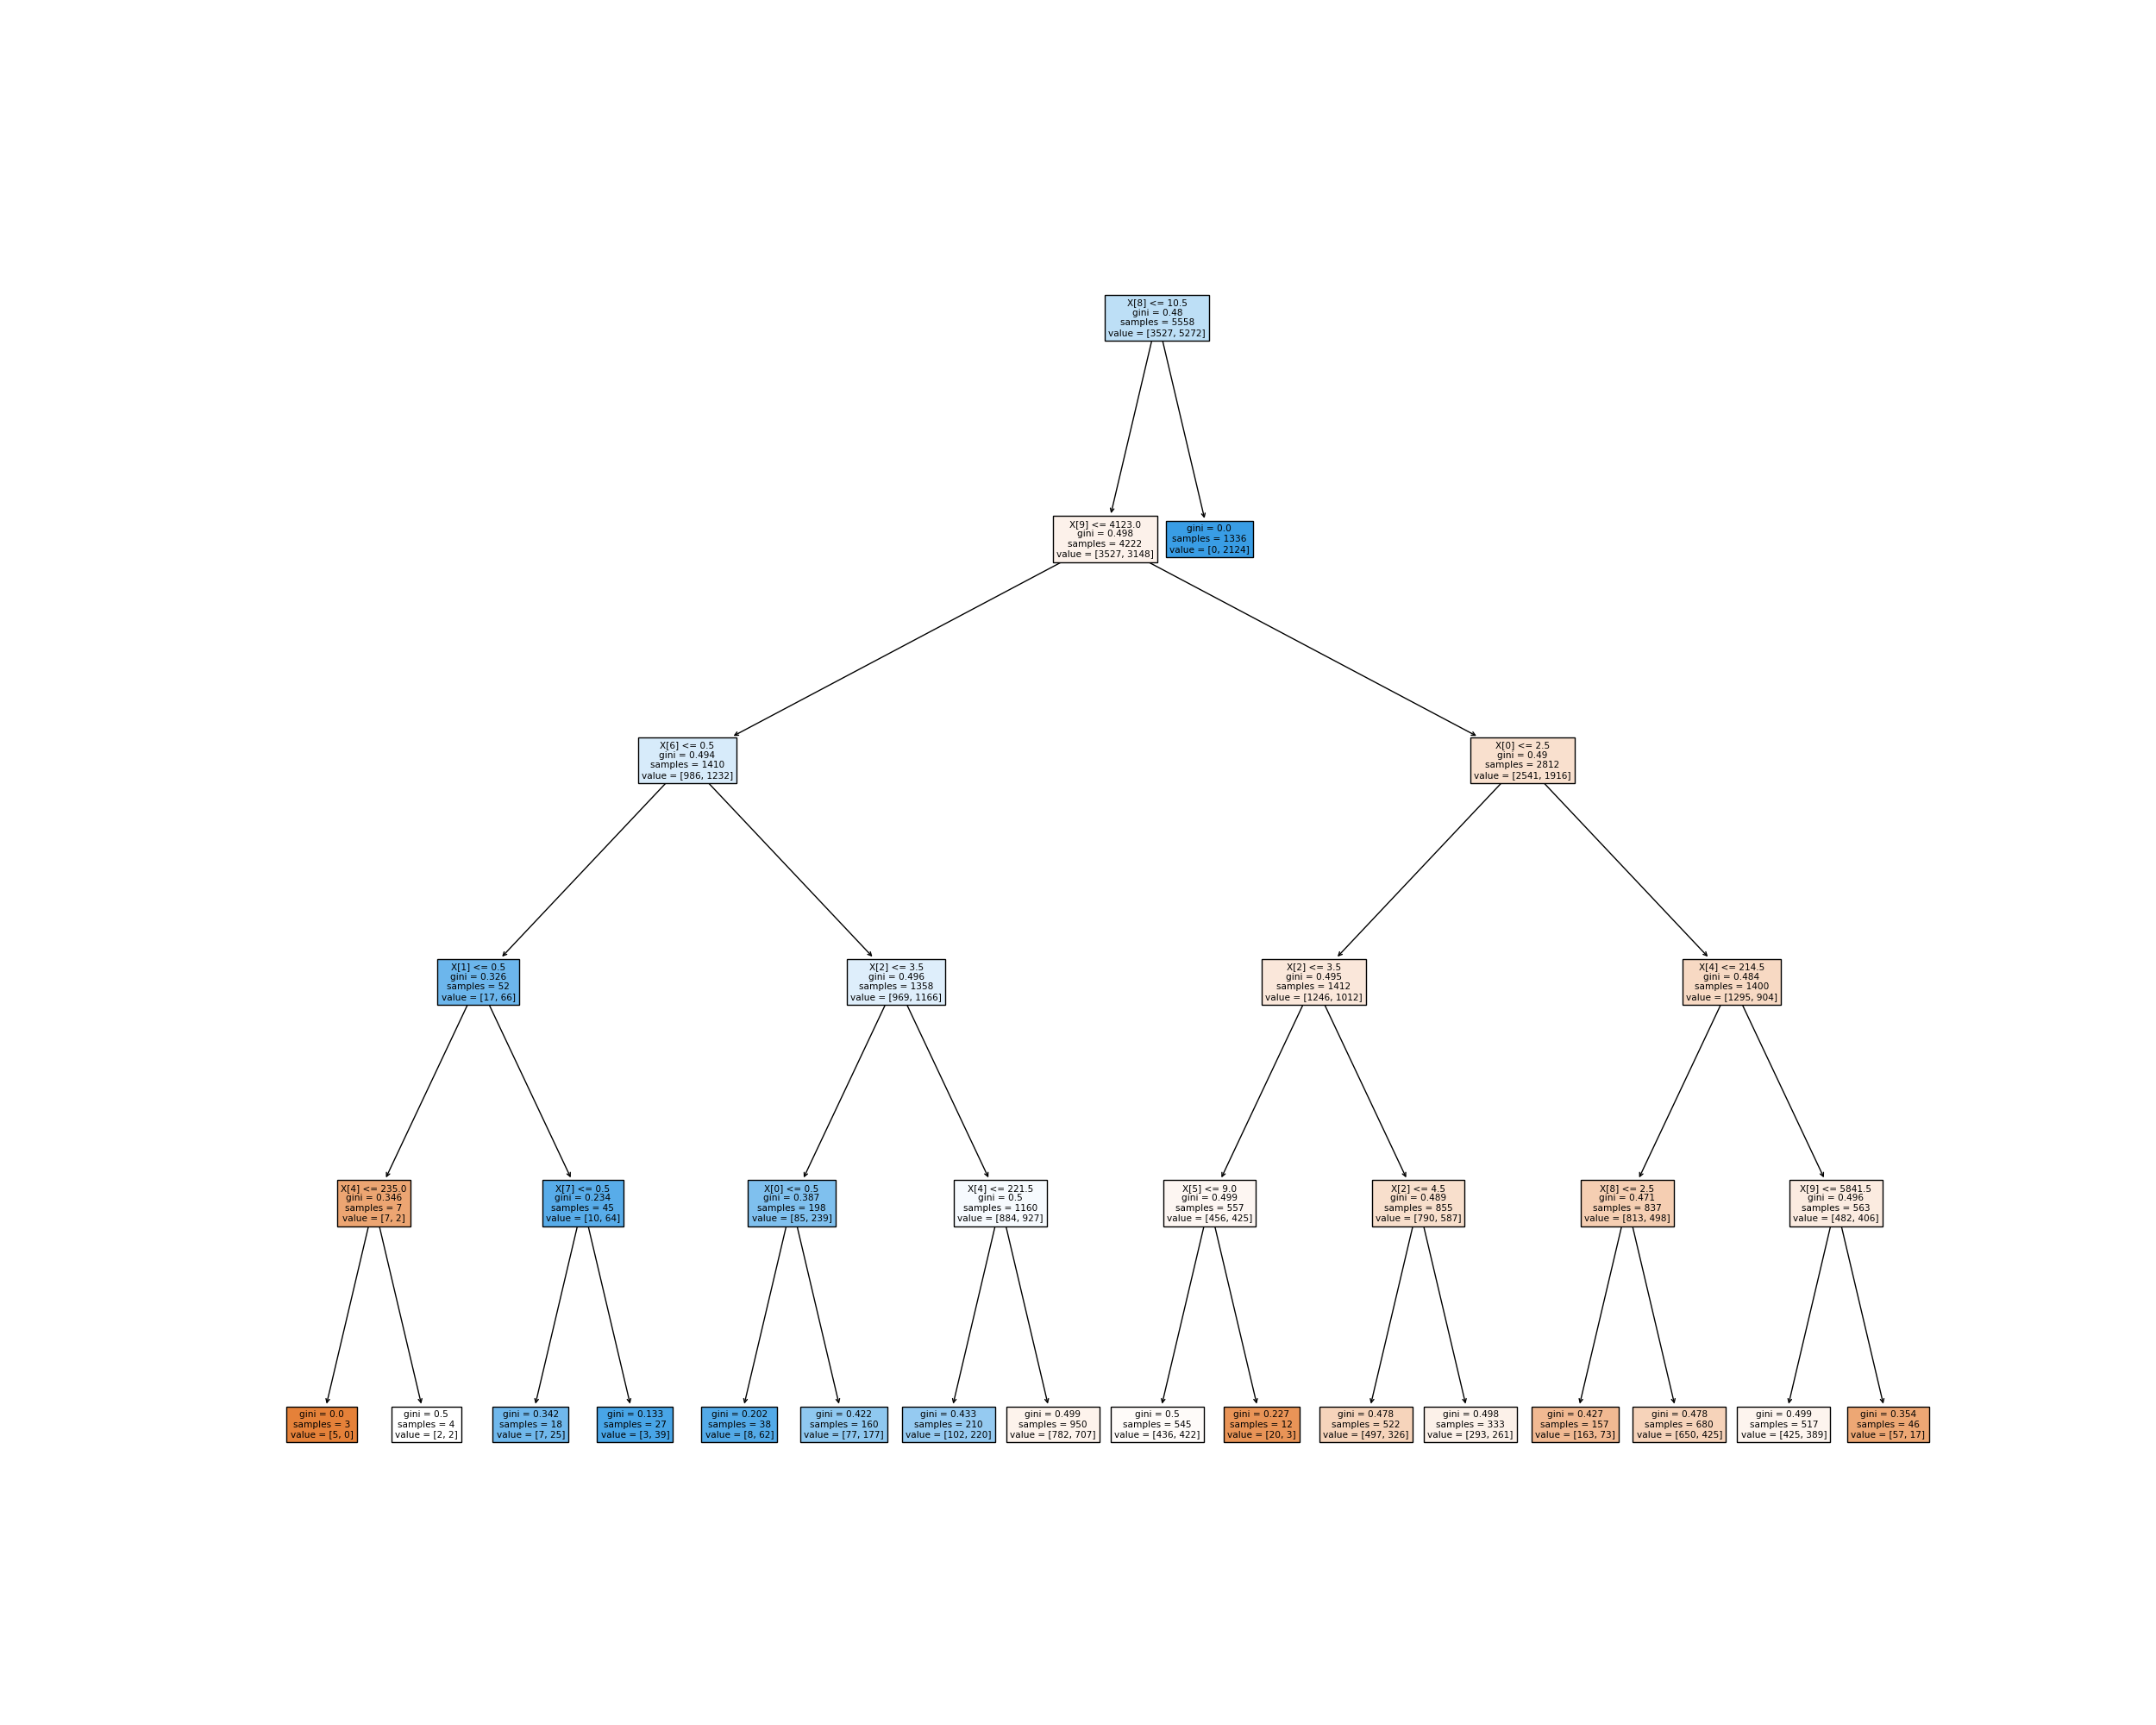 X[8] <= 10.5
gini = 0.48
samples = 5558
value = [3527, 5272]
X[9] <= 4123.0
gini = 0.498
samples = 4222
value = [3527, 3148]
gini = 0.0
samples = 1336
value = [0, 2124]
X[6] <= 0.5
gini = 0.494
samples = 1410
value = [986, 1232]
X[0] <= 2.5
gini = 0.49
samples = 2812
value = [2541, 1916]
X[1] <= 0.5
gini = 0.326
samples = 52
value = [17, 66]
X[2] <= 3.5
gini = 0.496
samples = 1358
value = [969, 1166]
X[2] <= 3.5
gini = 0.495
samples = 1412
value = [1246, 1012]
X[4] <= 214.5
gini = 0.484
samples = 1400
value = [1295, 904]
X[4] <= 235.0
gini = 0.346
samples = 7
value = [7, 2]
X[7] <= 0.5
gini = 0.234
samples = 45
value = [10, 64]
X[0] <= 0.5
gini = 0.387
samples = 198
value = [85, 239]
X[4] <= 221.5
gini = 0.5
samples = 1160
value = [884, 927]
X[5] <= 9.0
gini = 0.499
samples = 557
value = [456, 425]
X[2] <= 4.5
gini = 0.489
samples = 855
value = [790, 587]
X[8] <= 2.5
gini = 0.471
samples = 837
value = [813, 498]
X[9] <= 5841.5
gini = 0.496
samples = 563
value = [482, 406]
gini = 0.0
samples = 3
value = [5, 0]
gini = 0.5
samples = 4
value = [2, 2]
gini = 0.342
samples = 18
value = [7, 25]
gini = 0.133
samples = 27
value = [3, 39]
gini = 0.202
samples = 38
value = [8, 62]
gini = 0.422
samples = 160
value = [77, 177]
gini = 0.433
samples = 210
value = [102, 220]
gini = 0.499
samples = 950
value = [782, 707]
gini = 0.5
samples = 545
value = [436, 422]
gini = 0.227
samples = 12
value = [20, 3]
gini = 0.478
samples = 522
value = [497, 326]
gini = 0.498
samples = 333
value = [293, 261]
gini = 0.427
samples = 157
value = [163, 73]
gini = 0.478
samples = 680
value = [650, 425]
gini = 0.499
samples = 517
value = [425, 389]
gini = 0.354
samples = 46
value = [57, 17]